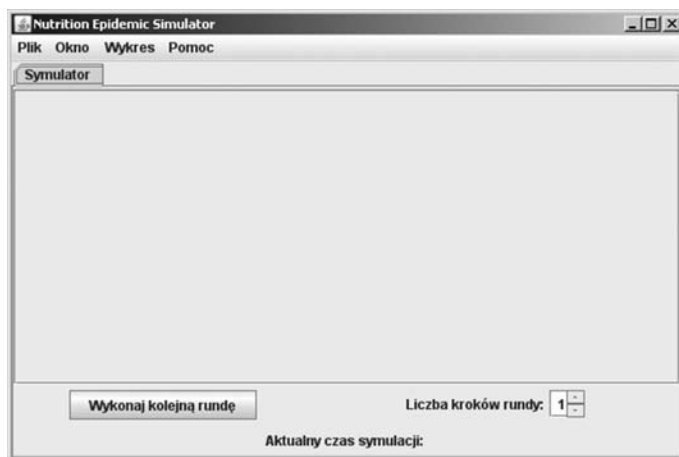 Nutrition Epidemic Simulator
Plik Okno Wykres Pomoc
Symulator
Wykonaj kolejną rundę Liczba kroków rundy: 1
Aktualny czas symulacji: